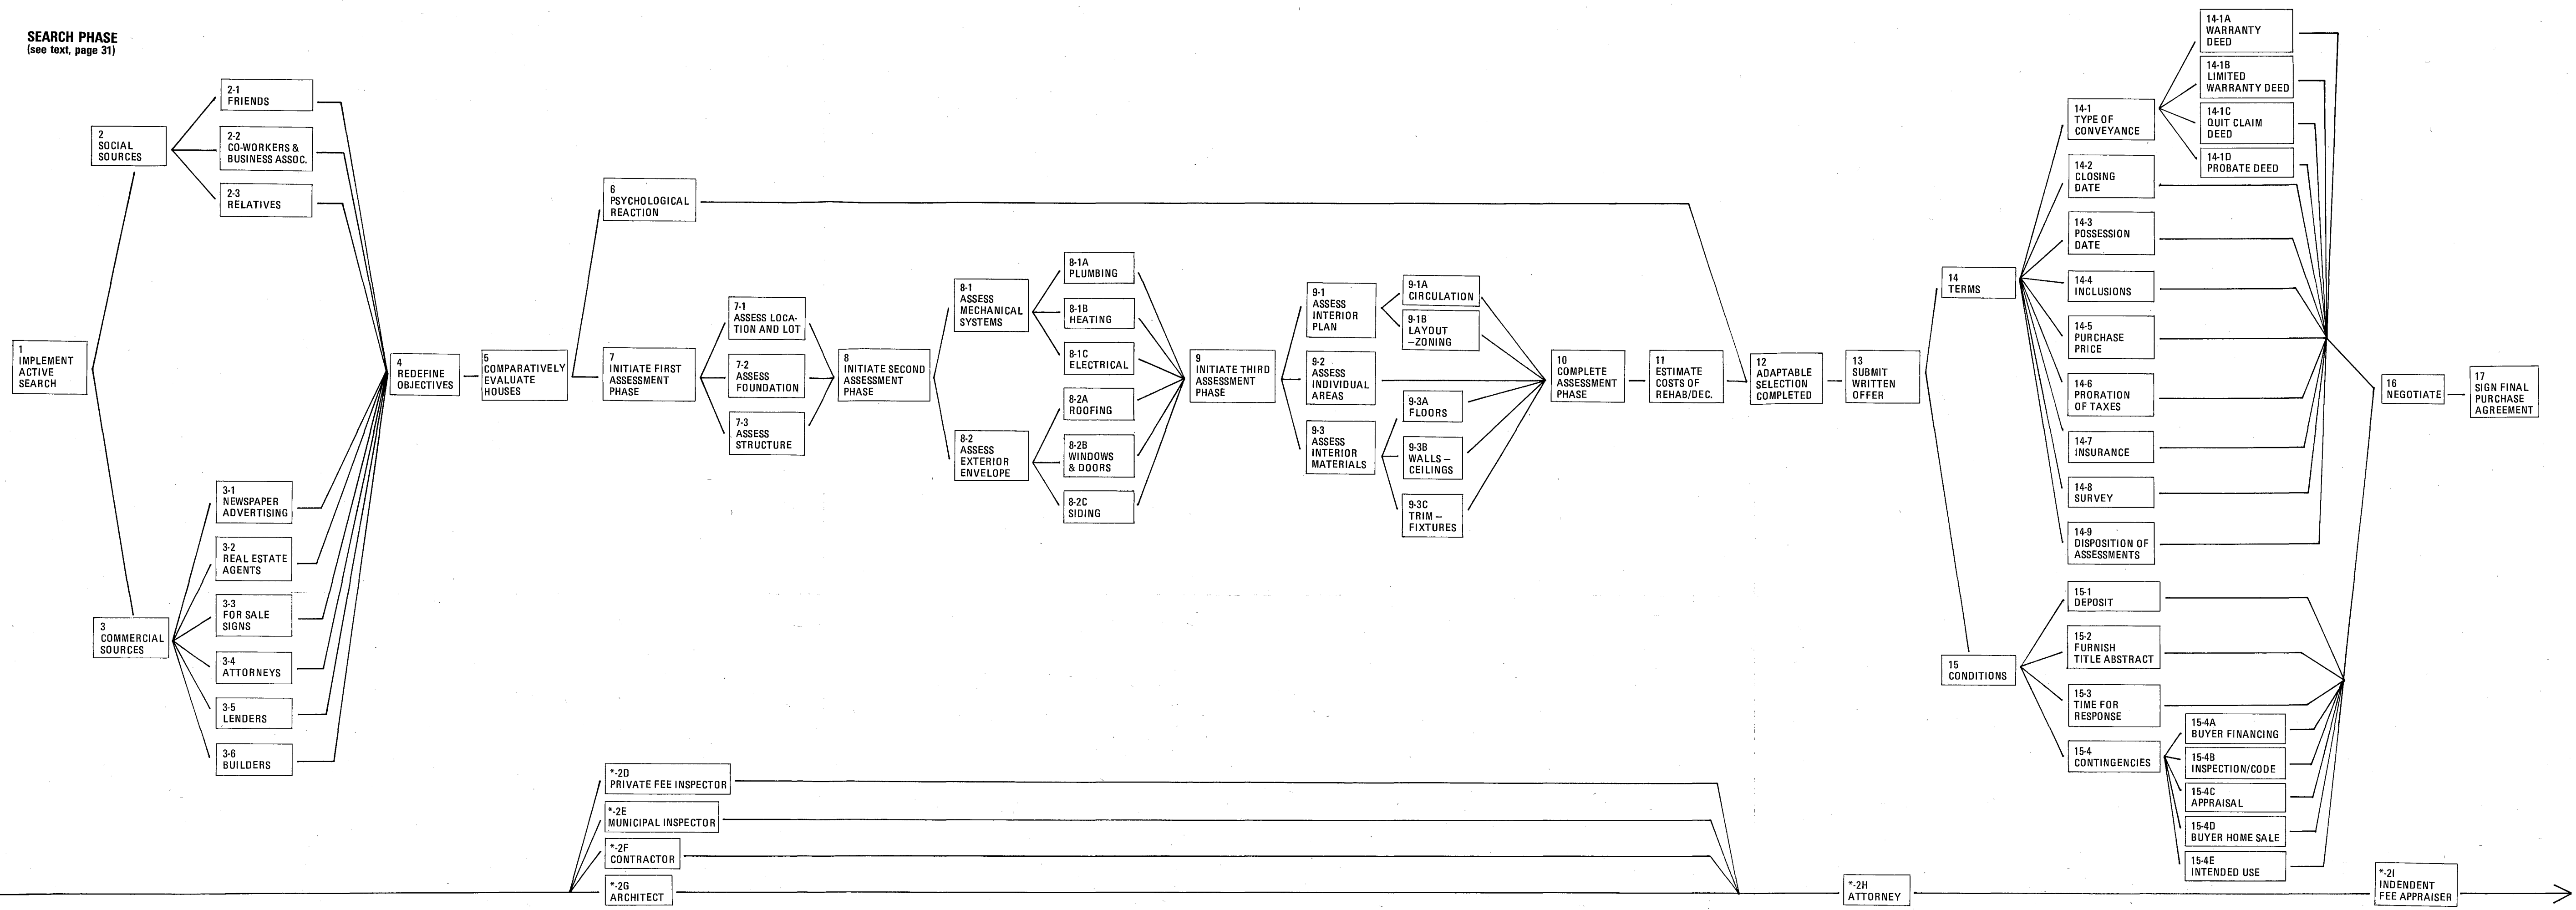 SEARCH PHASE
(see text, page 31)
1
IMPLEMENT
ACTIVE
SEARCH
2
SOCIAL
SOURCES
2-1
FRIENDS
2-2
CO-WORKERS &
BUSINESS ASSOC.
2-3
RELATIVES
3
COMMERCIAL
SOURCES
3-1
NEWSPAPER
ADVERTISING
3-2
REAL ESTATE
AGENTS
3-3
FOR SALE
SIGNS
3-4
ATTORNEYS
3-5
LENDERS
3-6
BUILDERS
4
REDEFINE
OBJECTIVES
5
COMPARATIVELY
EVALUATE
HOUSES
6
PSYCHOLOGICAL
REACTION
7
INITIATE FIRST
ASSESSMENT
PHASE
7-1
ASSESS LOCA-
TION AND LOT
7-2
ASSESS
FOUNDATION
7-3
ASSESS
STRUCTURE
8
INITIATE SECOND
ASSESSMENT
PHASE
8-1
ASSESS
MECHANICAL
SYSTEMS
8-1A
PLUMBING
8-1B
HEATING
8-1C
ELECTRICAL
8-2
ASSESS
EXTERIOR
ENVELOPE
8-2A
ROOFING
8-2B
WINDOWS
& DOORS
8-2C
SIDING
9
INITIATE THIRD
ASSESSMENT
PHASE
9-1
ASSESS
INTERIOR
PLAN
9-1A
CIRCULATION
9-1B
LAYOUT
–ZONING
9-2
ASSESS
INDIVIDUAL
AREAS
9-3
ASSESS
INTERIOR
MATERIALS
9-3A
FLOORS
9-3B
WALLS –
CEILINGS
9-3C
TRIM –
FIXTURES
10
COMPLETE
ASSESSMENT
PHASE
11
ESTIMATE
COSTS OF
REHAB/DEC.
12
ADAPTABLE
SELECTION
COMPLETED
13
SUBMIT
WRITTEN
OFFER
14
TERMS
14-1
TYPE OF
CONVEYANCE
14-1A
WARRANTY
DEED
14-1B
LIMITED
WARRANTY DEED
14-1C
QUIT CLAIM
DEED
14-1D
PROBATE DEED
14-2
CLOSING
DATE
14-3
POSSESSION
DATE
14-4
INCLUSIONS
14-5
PURCHASE
PRICE
14-6
PRORATION
OF TAXES
14-7
INSURANCE
14-8
SURVEY
14-9
DISPOSITION OF
ASSESSMENTS
15
CONDITIONS
15-1
DEPOSIT
15-2
FURNISH
TITLE ABSTRACT
15-3
TIME FOR
RESPONSE
15-4
CONTINGENCIES
15-4A
BUYER FINANCING
15-4B
INSPECTION/CODE
15-4C
APPRAISAL
15-4D
BUYER HOME SALE
15-4E
INTENDED USE
16
NEGOTIATE
17
SIGN FINAL
PURCHASE
AGREEMENT
*-2D
PRIVATE FEE INSPECTOR
*-2E
MUNICIPAL INSPECTOR
*-2F
CONTRACTOR
*-2G
ARCHITECT
*-2H
ATTORNEY
*-2I
INDENDENT
FEE APPRAISER